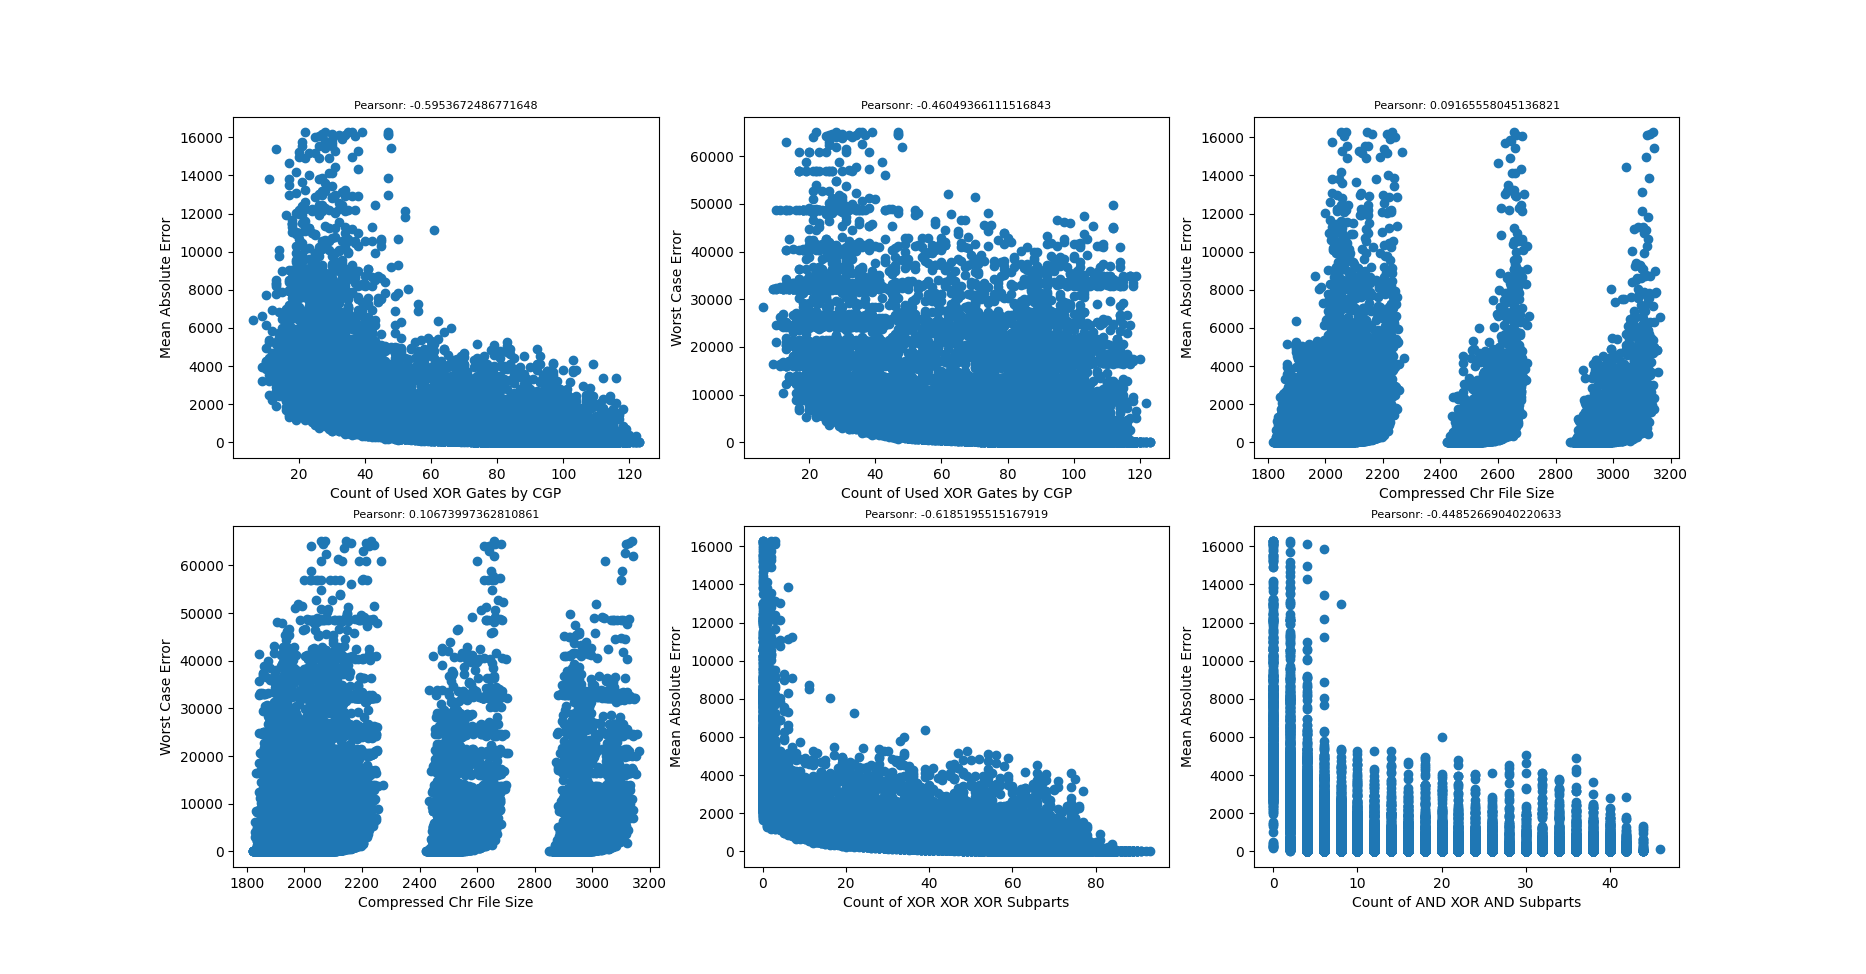 Pearsonr: -0.5953672486771648
Mean Absolute Error
16000
14000
12000
10000
8000
6000
4000
2000
0
20 40 60 80 100 120
Count of Used XOR Gates by CGP
Pearsonr: -0.46049366111516843
Worst Case Error
60000
50000
40000
30000
20000
10000
0
20 40 60 80 100 120
Count of Used XOR Gates by CGP
Pearsonr: 0.09165558045136821
Mean Absolute Error
16000
14000
12000
10000
8000
6000
4000
2000
0
1800 2000 2200 2400 2600 2800 3000 3200
Compressed Chr File Size
Pearsonr: 0.10673997362810861
Worst Case Error
60000
50000
40000
30000
20000
10000
0
1800 2000 2200 2400 2600 2800 3000 3200
Compressed Chr File Size
Pearsonr: -0.6185195515167919
Mean Absolute Error
16000
14000
12000
10000
8000
6000
4000
2000
0
0 20 40 60 80
Count of XOR XOR XOR Subparts
Pearsonr: -0.44852669040220633
Mean Absolute Error
16000
14000
12000
10000
8000
6000
4000
2000
0
0 10 20 30 40
Count of AND XOR AND Subparts